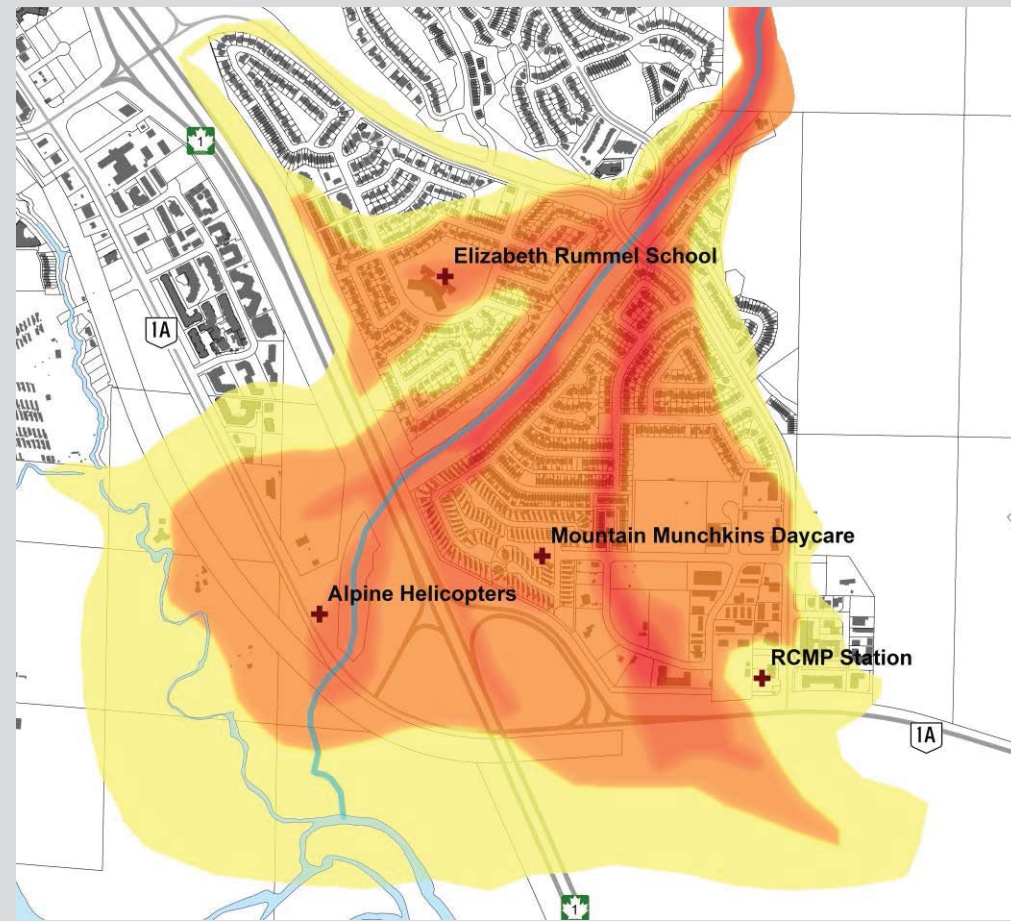 1
1A
Elizabeth Rummel School
Mountain Munchkins Daycare
Alpine Helicopters
RCMP Station
1A
1